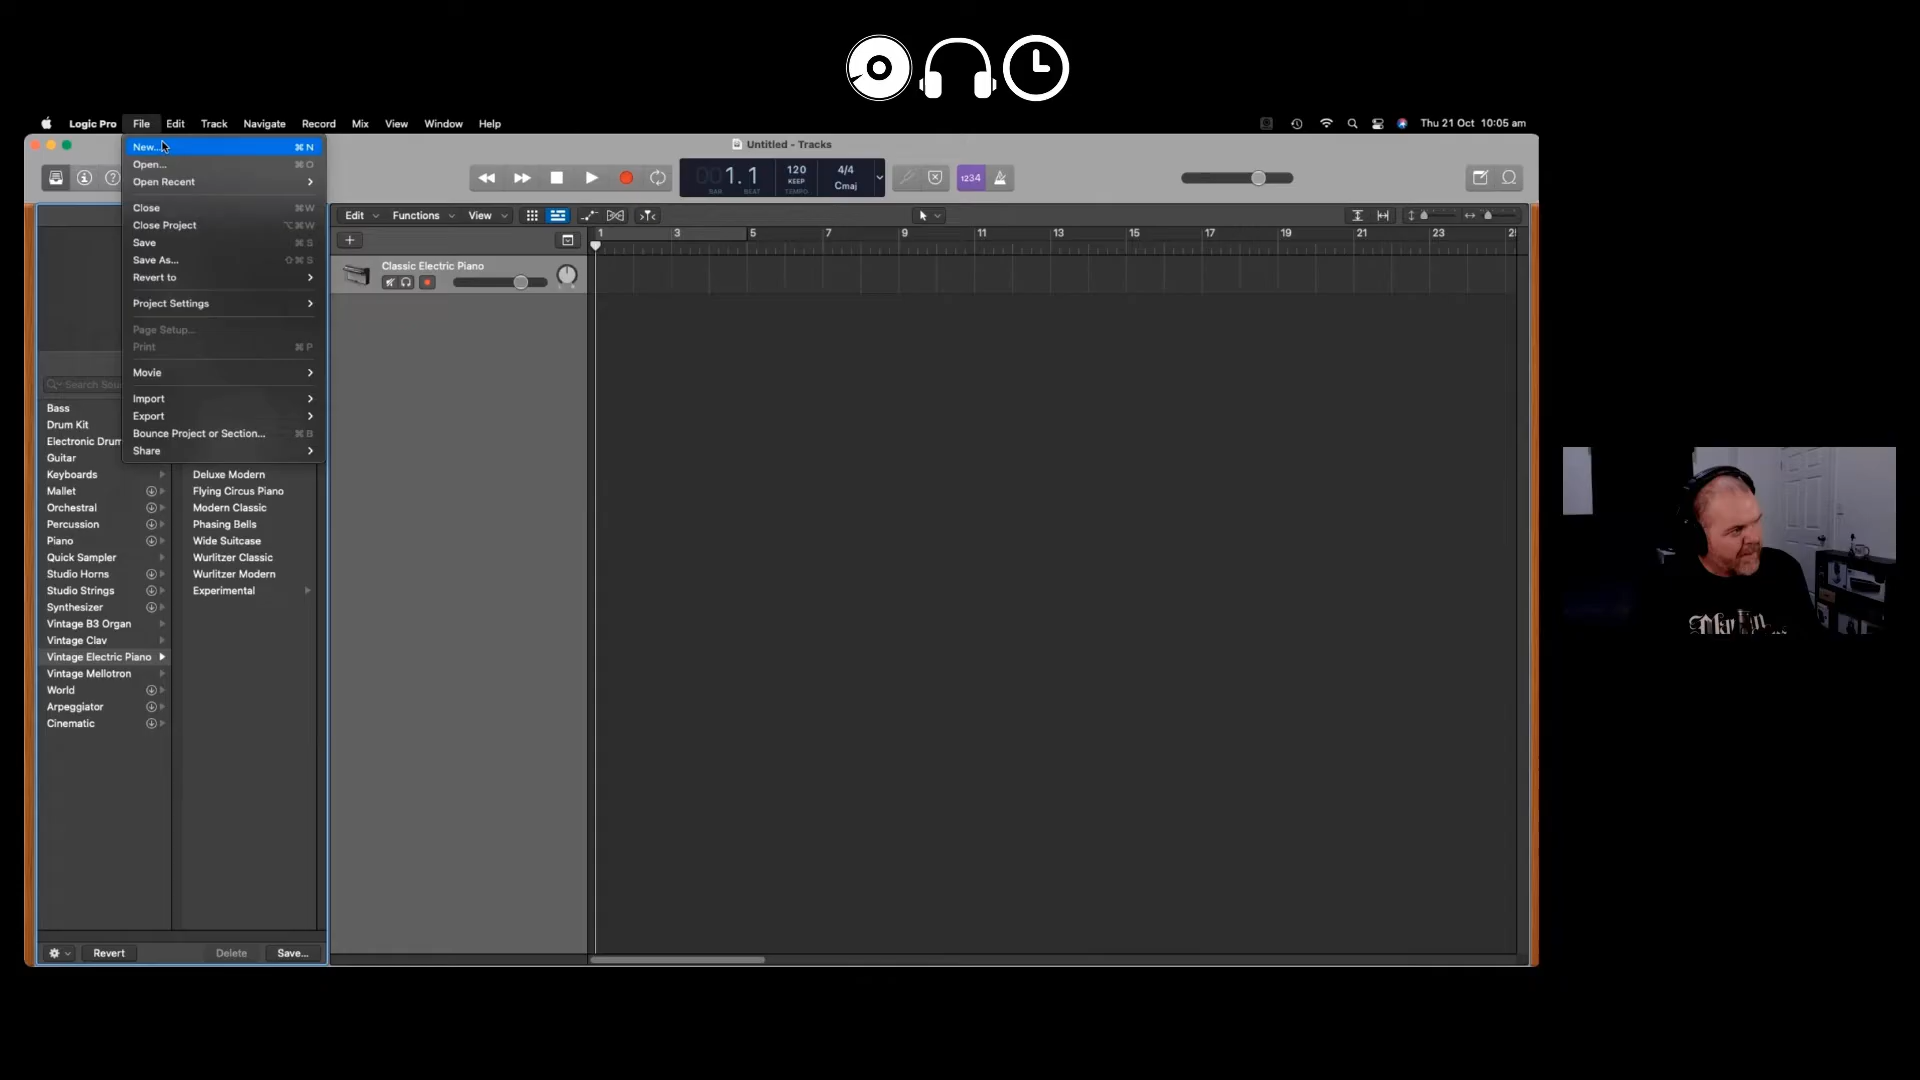 Logic Pro File Edit Track Navigate Record Mix View Window Help
Thu 21 Oct 10:05 am
Untitled - Tracks
New... ⌘ N
Open... ⌘ O
Open Recent
Close ⌘ W
Close Project ⌥ ⌘ W
Save ⌘ S
Save As... ⇧ ⌘ S
Revert to
Project Settings
Page Setup...
Print ⌘ P
Movie
Import
Export
Bounce Project or Section... ⌘ B
Share
1.1
BAR BEAT
120
KEEP
TEMPO
4/4
Cmaj
1234
Edit Functions View
1 3 5 7 9 11 13 15 17 19 21 23
Classic Electric Piano
Bass
Drum Kit
Electronic Drum
Guitar
Keyboards
Mallet
Orchestral
Percussion
Piano
Quick Sampler
Studio Horns
Studio Strings
Synthesizer
Vintage B3 Organ
Vintage Clav
Vintage Electric Piano
Vintage Mellotron
World
Arpeggiator
Cinematic
Deluxe Modern
Flying Circus Piano
Modern Classic
Phasing Bells
Wide Suitcase
Wurlitzer Classic
Wurlitzer Modern
Experimental
Revert Delete Save...